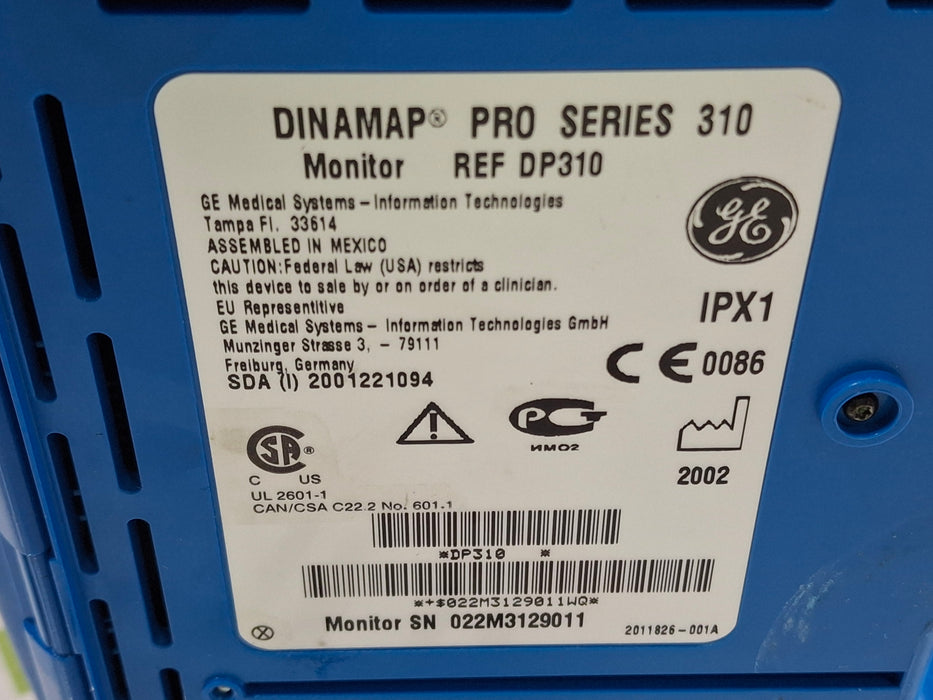 DINAMAP® PRO SERIES 310
Monitor REF DP310
GE Medical Systems - Information Technologies
Tampa Fl. 33614
ASSEMBLED IN MEXICO
CAUTION: Federal Law (USA) restricts
this device to sale by or on order of a clinician.
EU Representitive
GE Medical Systems - Information Technologies GmbH
Munzinger Strasse 3, - 79111
Freiburg, Germany
SDA (I) 2001221094
GE
IPX1
CE 0086
SA®
C US
UL 2601-1
CAN/CSA C22.2 No. 601.1
РСТ
ИМО2
2002
*DP310 *
*+$022M3129011WQ*
Monitor SN 022M3129011
2011826-001A